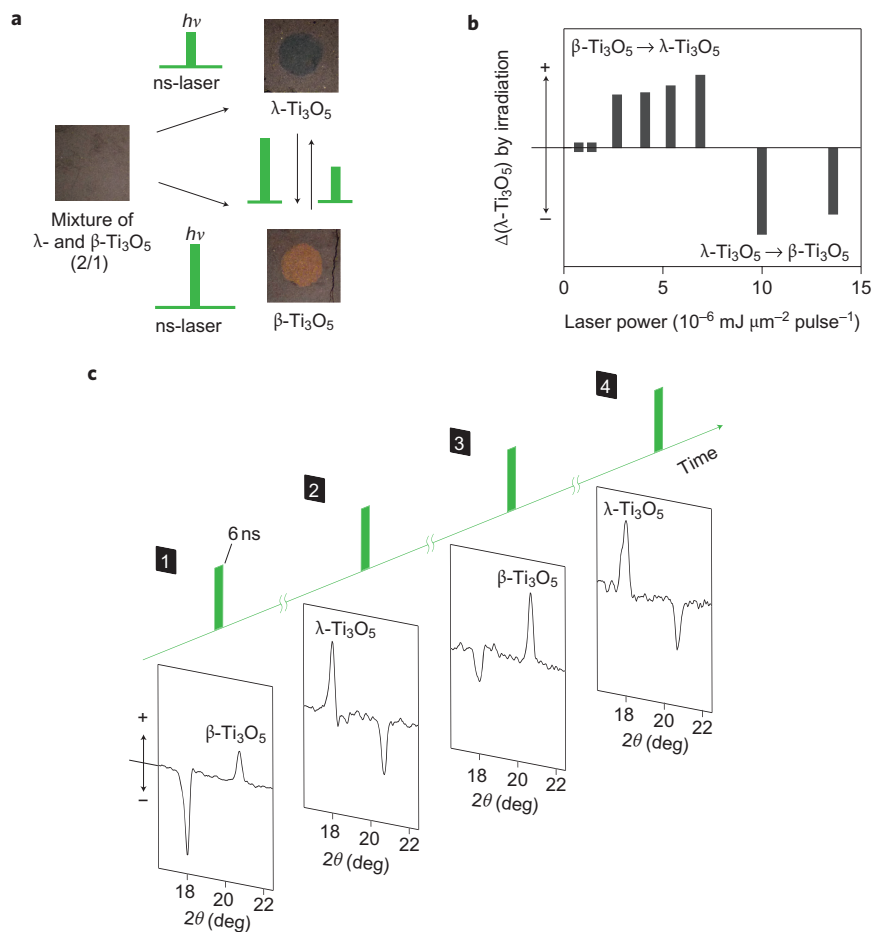 a
hν
ns-laser
λ-Ti₃O₅
Mixture of
λ- and β-Ti₃O₅
(2/1)
hν
ns-laser
β-Ti₃O₅
b
β-Ti₃O₅ → λ-Ti₃O₅
+
−
Δ(λ-Ti₃O₅) by irradiation
λ-Ti₃O₅ → β-Ti₃O₅
0 5 10 15
Laser power (10⁻⁶ mJ μm⁻² pulse⁻¹)
c
1
6 ns
2
3
4
Time
+
−
β-Ti₃O₅
18 20 22
2θ (deg)
λ-Ti₃O₅
18 20 22
2θ (deg)
β-Ti₃O₅
18 20 22
2θ (deg)
λ-Ti₃O₅
18 20 22
2θ (deg)